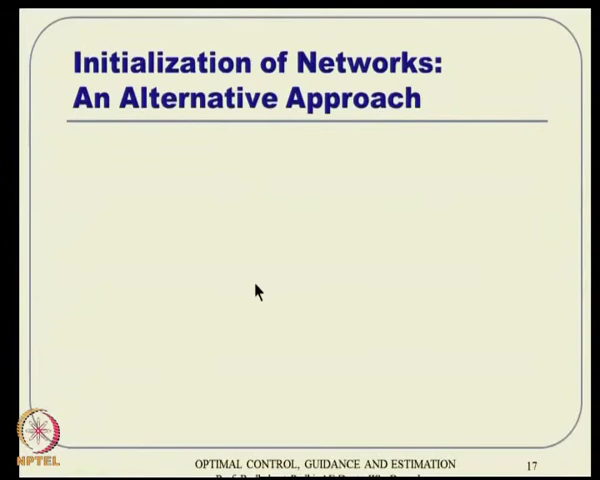 Initialization of Networks:
An Alternative Approach
NPTEL
OPTIMAL CONTROL, GUIDANCE AND ESTIMATION
17